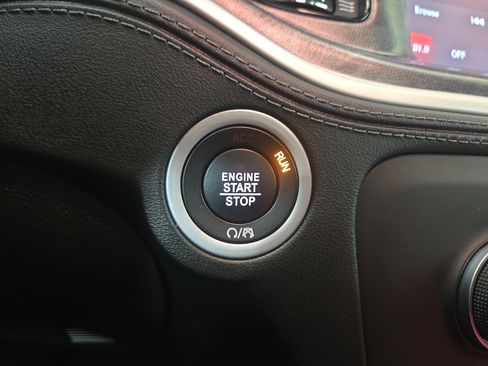 Browse
OFF
ACC
RUN
ENGINE
START
STOP